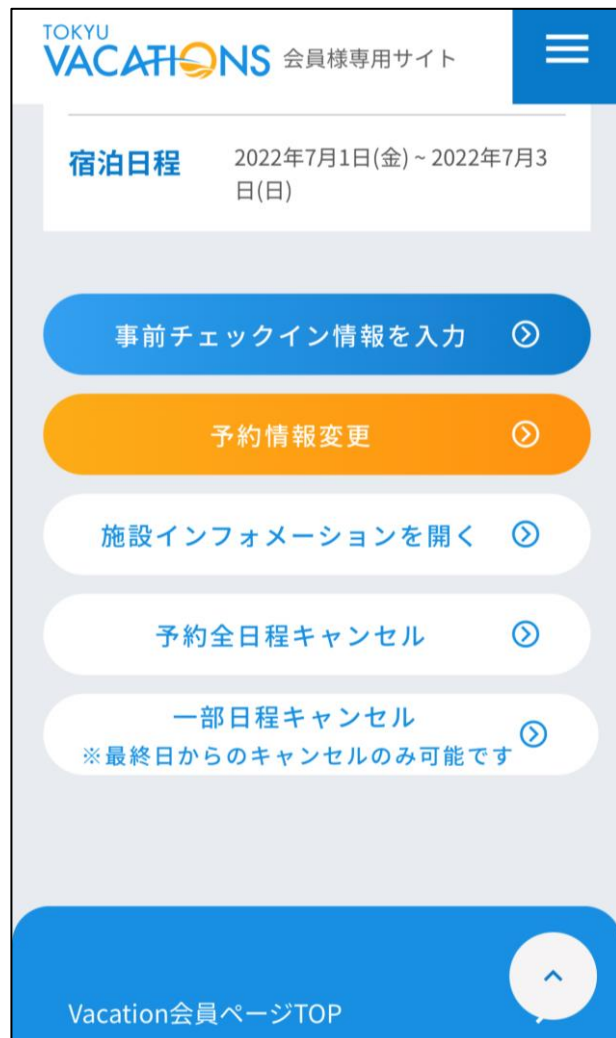 TOKYU
VACATIONS 会員様専用サイト
宿泊日程
2022年7月1日(金) ~ 2022年7月3
日(日)
事前チェックイン情報を入力
予約情報変更
施設インフォメーションを開く
予約全日程キャンセル
一部日程キャンセル
※最終日からのキャンセルのみ可能です
Vacation会員ページTOP